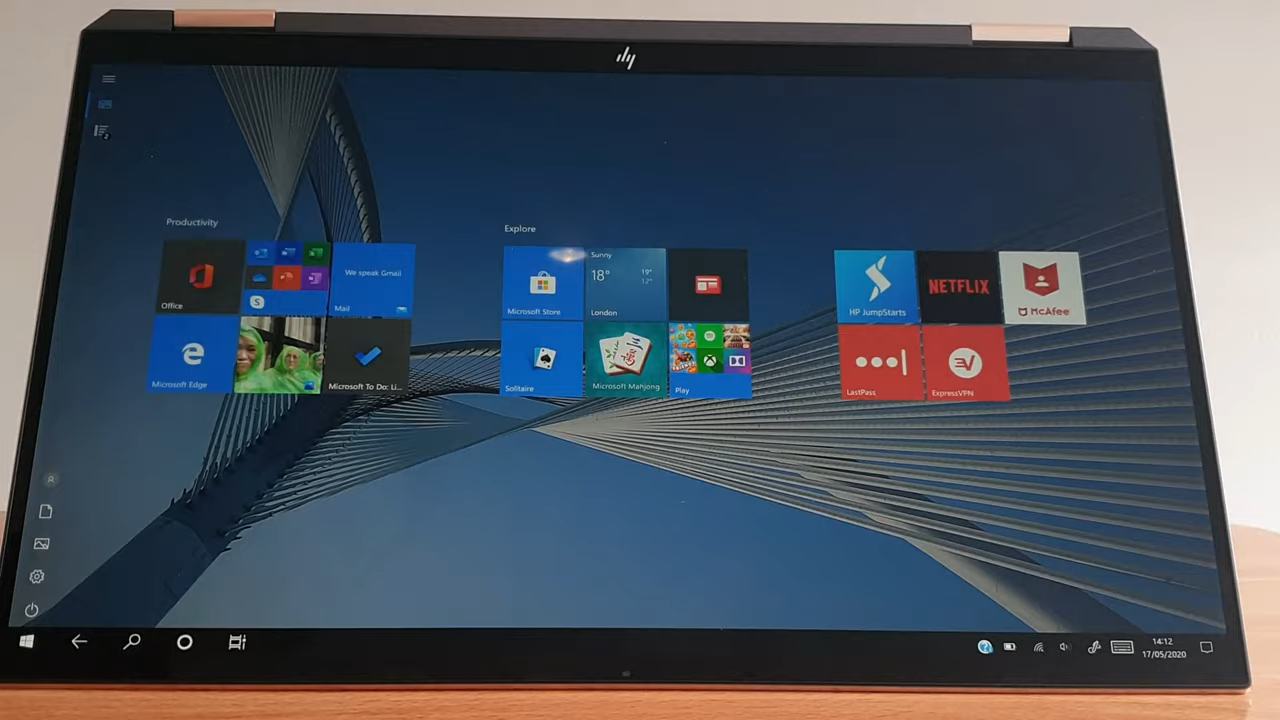 hp
Productivity
Office
We speak Gmail
Mail
Microsoft Edge
Microsoft To Do: Li...
Explore
Microsoft Store
Sunny
18°
19°
12°
London
Solitaire
Microsoft Mahjong
Play
HP JumpStarts
NETFLIX
McAfee
LastPass
ExpressVPN
14:12
17/05/2020